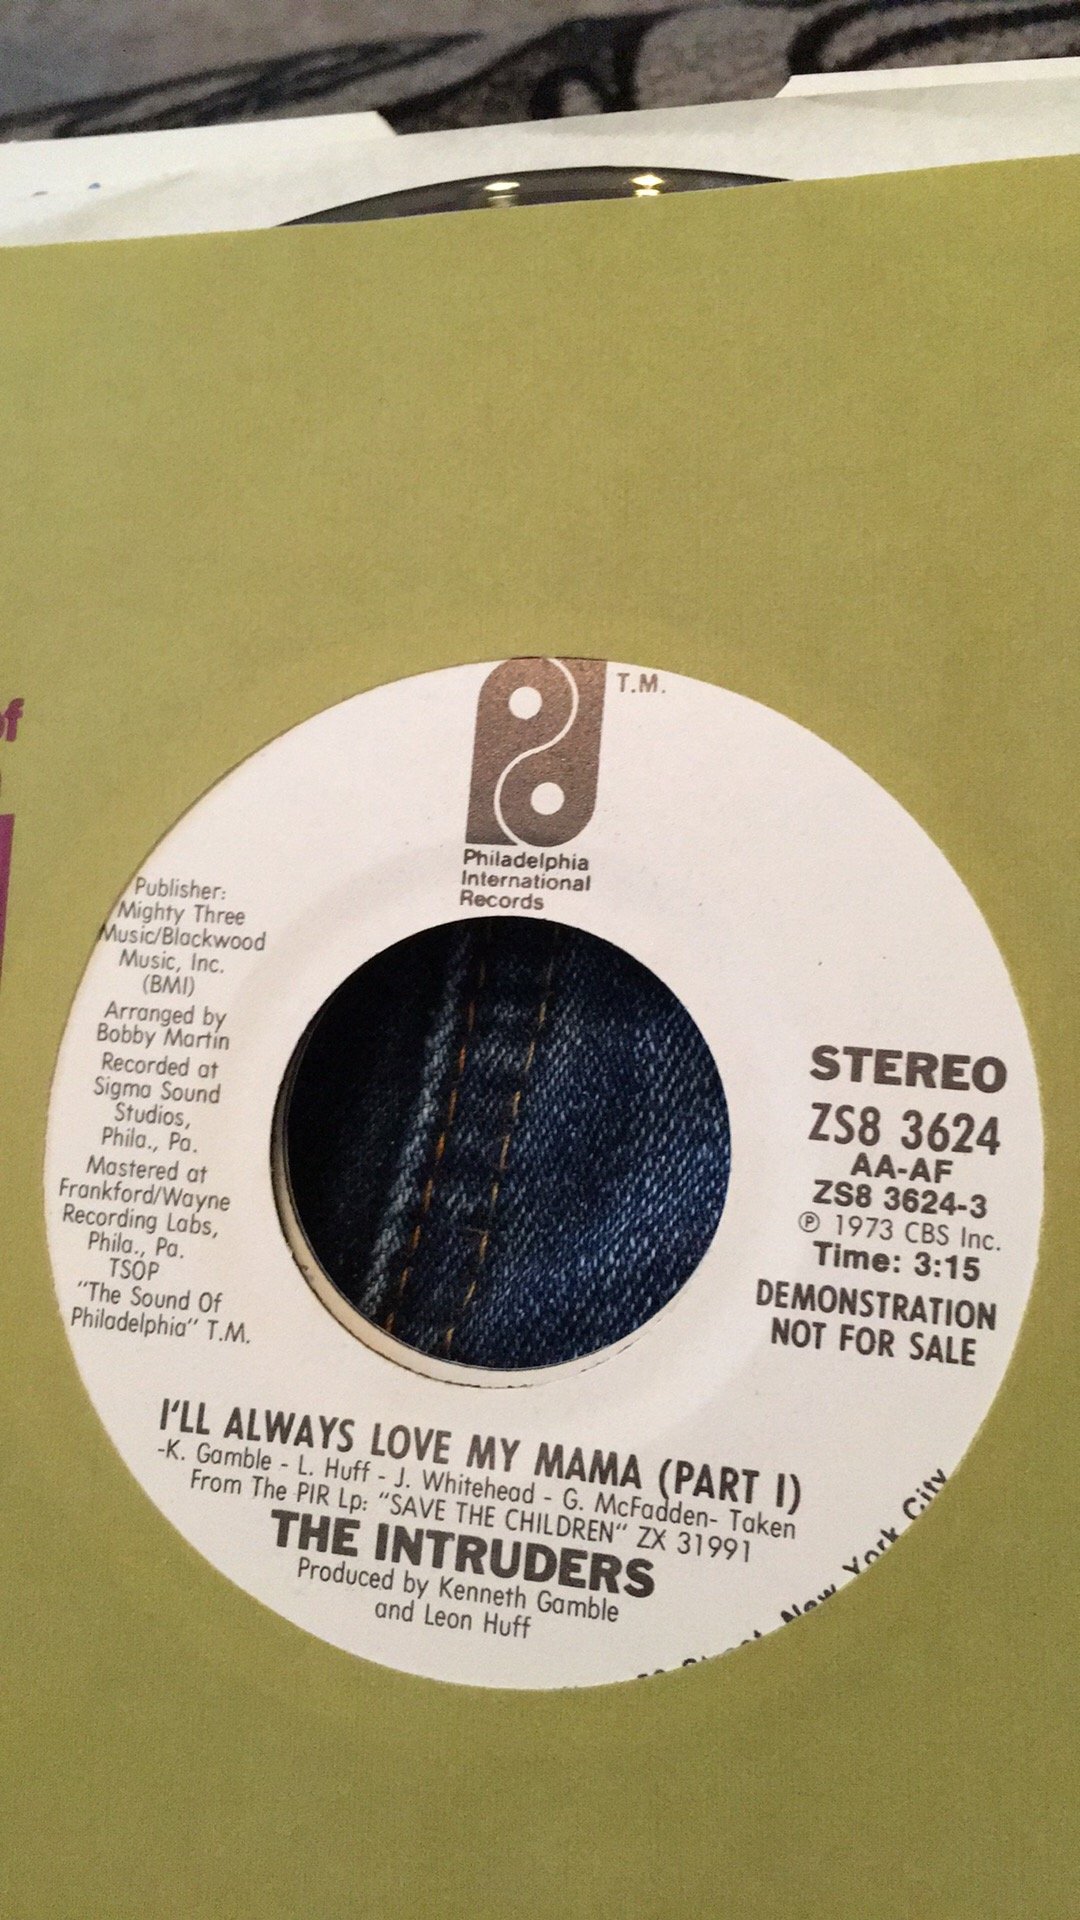 of
T.M.
Philadelphia
International
Records
Publisher:
Mighty Three
Music/Blackwood
Music, Inc.
(BMI)
Arranged by
Bobby Martin
Recorded at
Sigma Sound
Studios,
Phila., Pa.
Mastered at
Frankford/Wayne
Recording Labs,
Phila., Pa.
TSOP
"The Sound Of
Philadelphia" T.M.
STEREO
ZS8 3624
AA-AF
ZS8 3624-3
℗ 1973 CBS Inc.
Time: 3:15
DEMONSTRATION
NOT FOR SALE
I'LL ALWAYS LOVE MY MAMA (PART I)
-K. Gamble - L. Huff - J. Whitehead - G. McFadden- Taken
From The PIR Lp: "SAVE THE CHILDREN" ZX 31991
THE INTRUDERS
Produced by Kenneth Gamble
and Leon Huff
Street, New York City